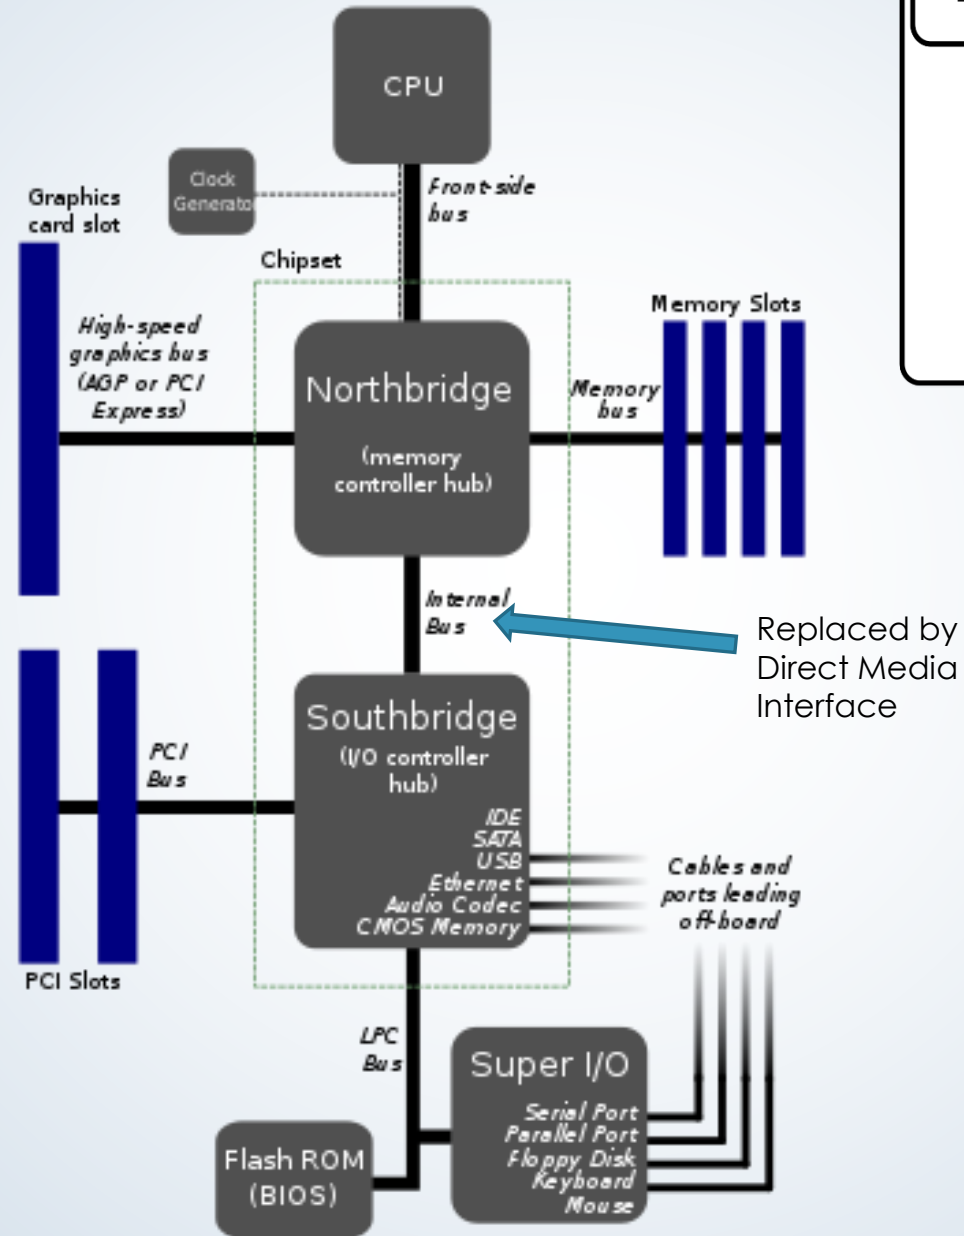 CPU
Clock
Generato
Front-side
bus
Graphics
card slot
Chipset
High-speed
graphics bus
(AGP or PCI
Express)
Northbridge
(memory
controller hub)
Memory
bus
Memory Slots
Internal
Bus
Replaced by
Direct Media
Interface
Southbridge
(I/O controller
hub)
IDE
SATA
USB
Ethernet
Audio Codec
CMOS Memory
PCI
Bus
PCI Slots
Cables and
ports leading
off-board
LPC
Bus
Super I/O
Serial Port
Parallel Port
Floppy Disk
Keyboard
Mouse
Flash ROM
(BIOS)